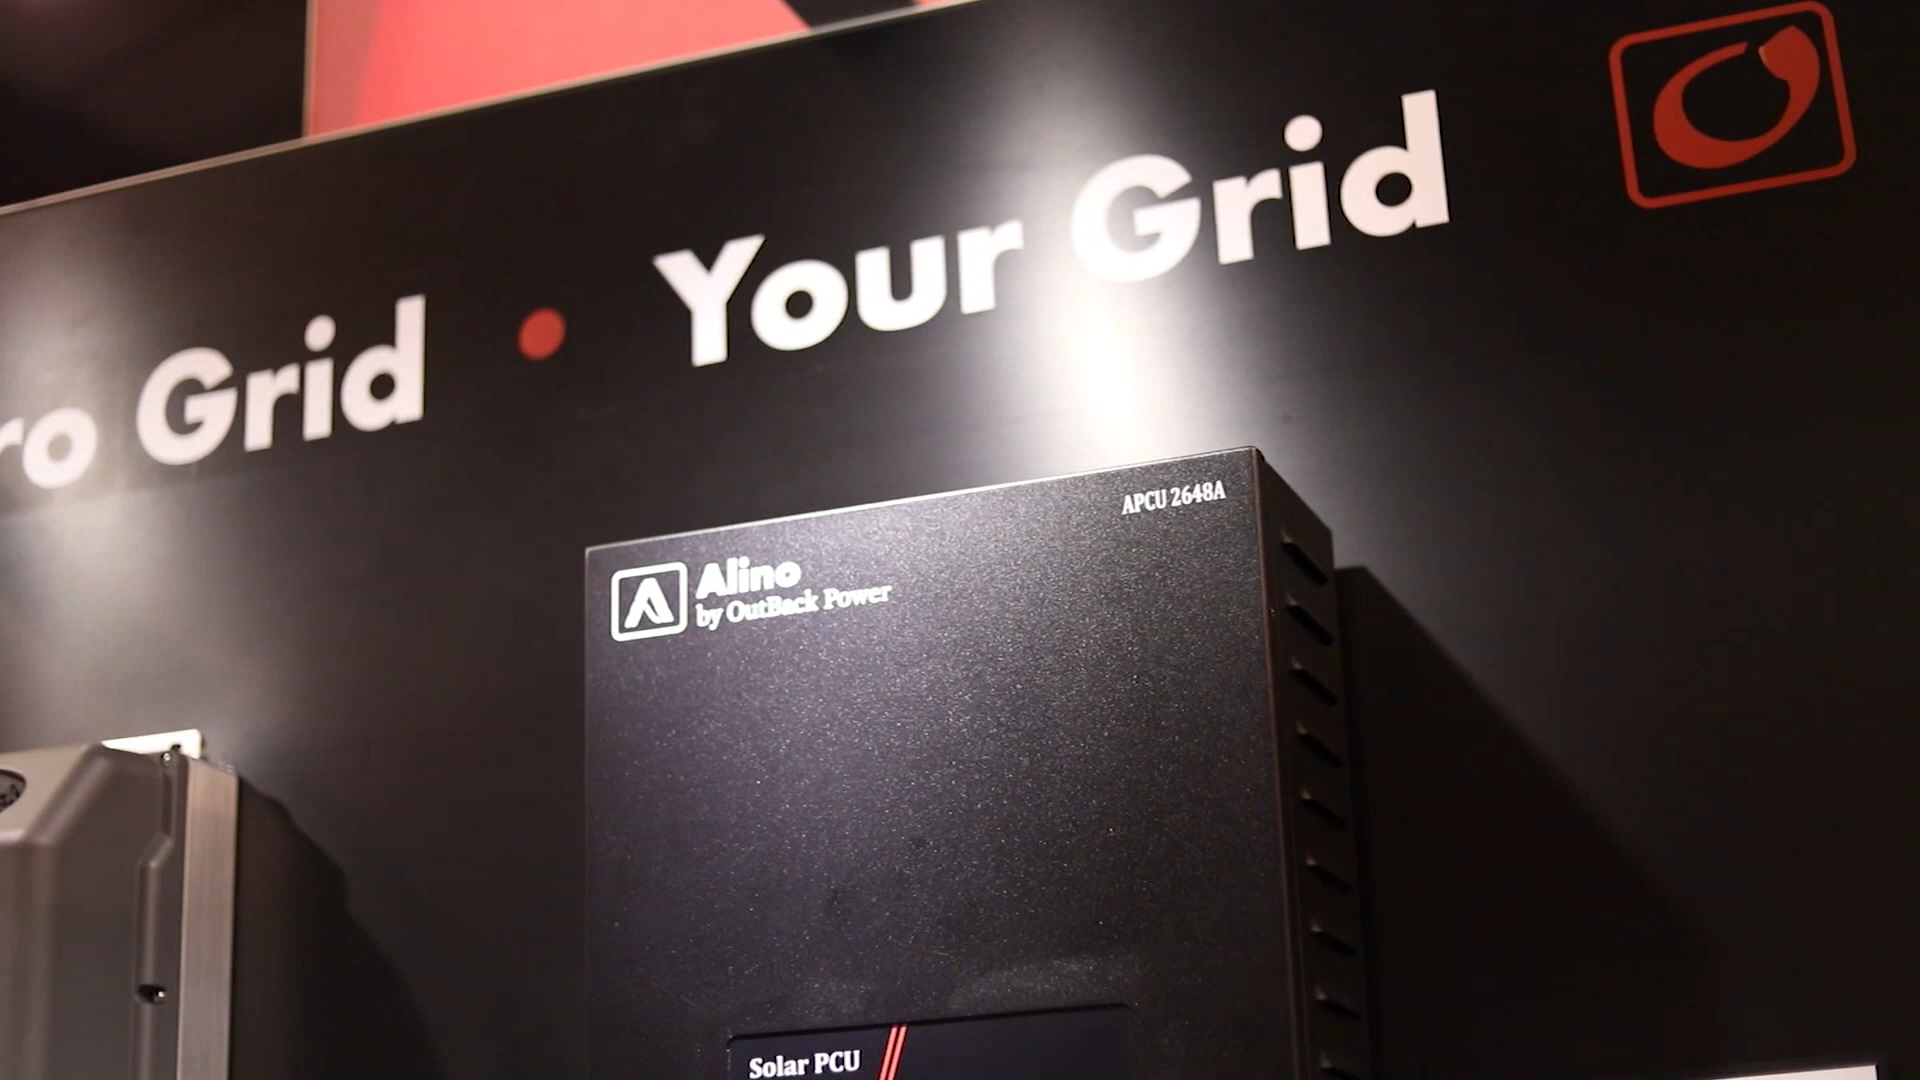 ro Grid • Your Grid
APCU 2648A
Alino
by OutBack Power
Solar PCU